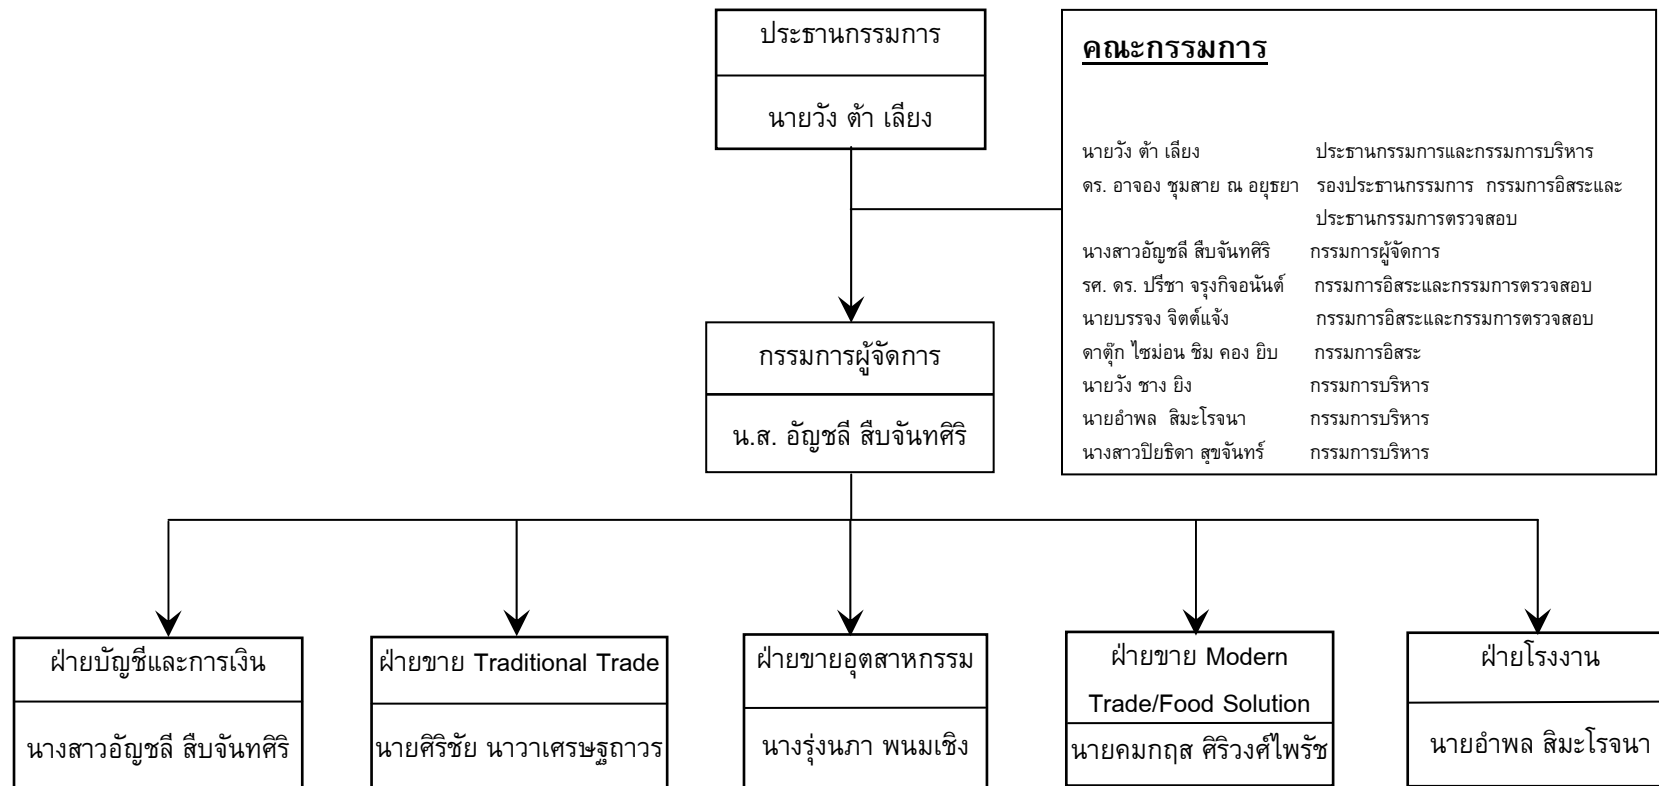 ประธานกรรมการ
นายวัง ต้า เลียง
คณะกรรมการ
นายวัง ต้า เลียง ประธานกรรมการและกรรมการบริหาร
ดร. อาจอง ชุมสาย ณ อยุธยา รองประธานกรรมการ กรรมการอิสระและ
ประธานกรรมการตรวจสอบ
นางสาวอัญชลี สืบจันทศิริ กรรมการผู้จัดการ
รศ. ดร. ปรีชา จรุงกิจอนันต์ กรรมการอิสระและกรรมการตรวจสอบ
นายบรรจง จิตต์แจ้ง กรรมการอิสระและกรรมการตรวจสอบ
ดาตุ๊ก ไซม่อน ชิม คอง ยิบ กรรมการอิสระ
นายวัง ชาง ยิง กรรมการบริหาร
นายอำพล สิมะโรจนา กรรมการบริหาร
นางสาวปิยธิดา สุขจันทร์ กรรมการบริหาร
กรรมการผู้จัดการ
น.ส. อัญชลี สืบจันทศิริ
ฝ่ายบัญชีและการเงิน
นางสาวอัญชลี สืบจันทศิริ
ฝ่ายขาย Traditional Trade
นายศิริชัย นาวาเศรษฐถาวร
ฝ่ายขายอุตสาหกรรม
นางรุ่งนภา พนมเชิง
ฝ่ายขาย Modern
Trade/Food Solution
นายคมกฤส ศิริวงศ์ไพรัช
ฝ่ายโรงงาน
นายอำพล สิมะโรจนา